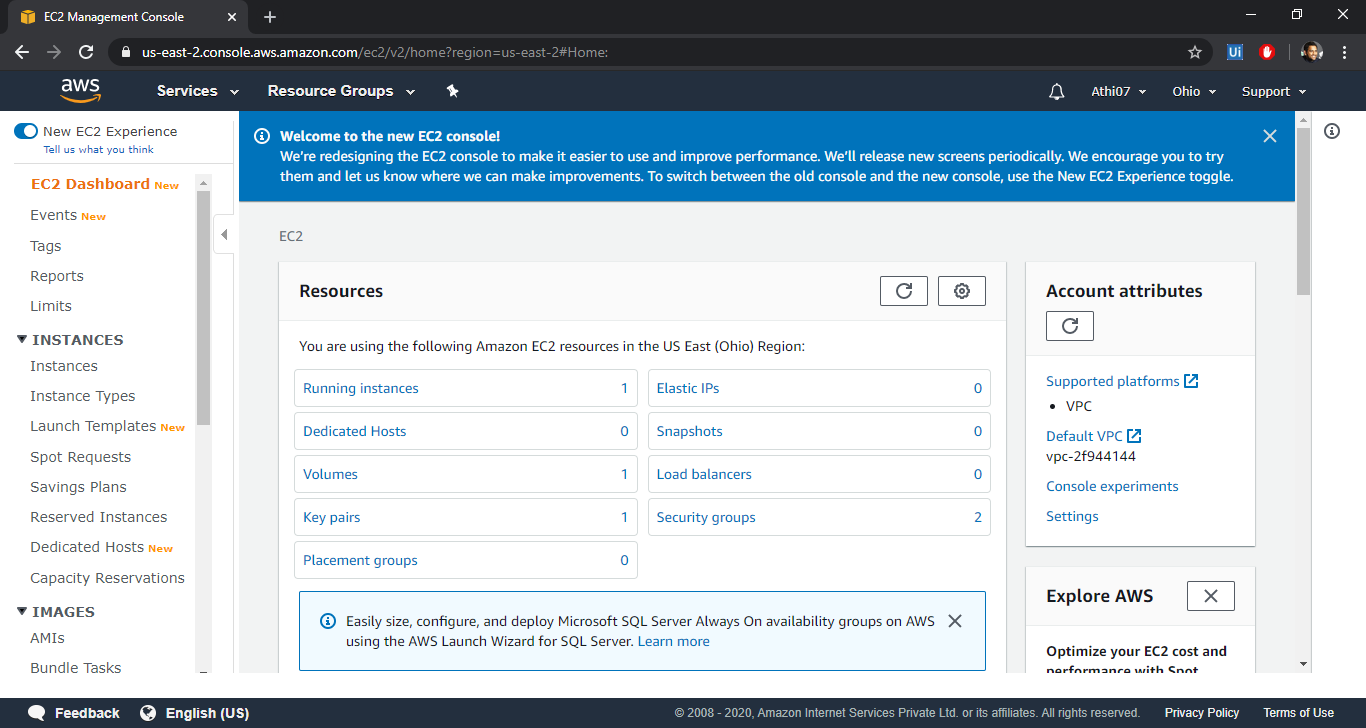 EC2 Management Console
us-east-2.console.aws.amazon.com/ec2/v2/home?region=us-east-2#Home:
Ui
aws
Services
Resource Groups
Athi07
Ohio
Support
New EC2 Experience
Tell us what you think
EC2 Dashboard New
Events New
Tags
Reports
Limits
INSTANCES
Instances
Instance Types
Launch Templates New
Spot Requests
Savings Plans
Reserved Instances
Dedicated Hosts New
Capacity Reservations
IMAGES
AMIs
Bundle Tasks
Welcome to the new EC2 console!
We're redesigning the EC2 console to make it easier to use and improve performance. We'll release new screens periodically. We encourage you to try
them and let us know where we can make improvements. To switch between the old console and the new console, use the New EC2 Experience toggle.
EC2
Resources
You are using the following Amazon EC2 resources in the US East (Ohio) Region:
Running instances 1
Elastic IPs 0
Dedicated Hosts 0
Snapshots 0
Volumes 1
Load balancers 0
Key pairs 1
Security groups 2
Placement groups 0
Easily size, configure, and deploy Microsoft SQL Server Always On availability groups on AWS
using the AWS Launch Wizard for SQL Server. Learn more
Account attributes
Supported platforms
• VPC
Default VPC
vpc-2f944144
Console experiments
Settings
Explore AWS
Optimize your EC2 cost and
performance with Spot
Feedback
English (US)
© 2008 - 2020, Amazon Internet Services Private Ltd. or its affiliates. All rights reserved.
Privacy Policy
Terms of Use